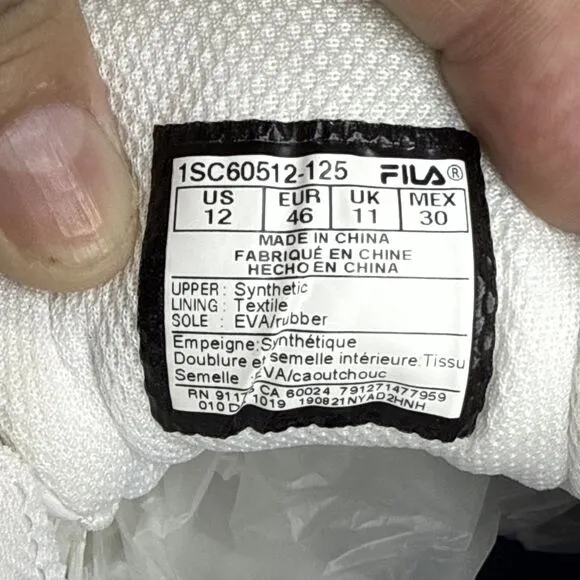 1SC60512-125 FILA®
US EUR UK MEX
12 46 11 30
MADE IN CHINA
FABRIQUÉ EN CHINE
HECHO EN CHINA
UPPER: Synthetic
LINING: Textile
SOLE: EVA/rubber
Empeigne: Synthétique
Doublure et semelle intérieure: Tissu
Semelle: EVA/caoutchouc
RN CA 60024 791271477959
1019 190821NYAD2HNH